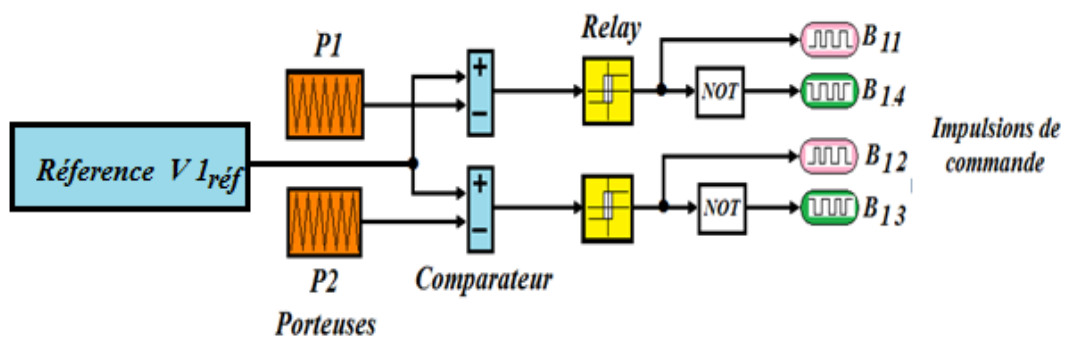 P1
Relay
+
−
NOT
B11
B14
Réference V 1réf
Impulsions de
commande
+
−
NOT
B12
B13
P2
Porteuses
Comparateur